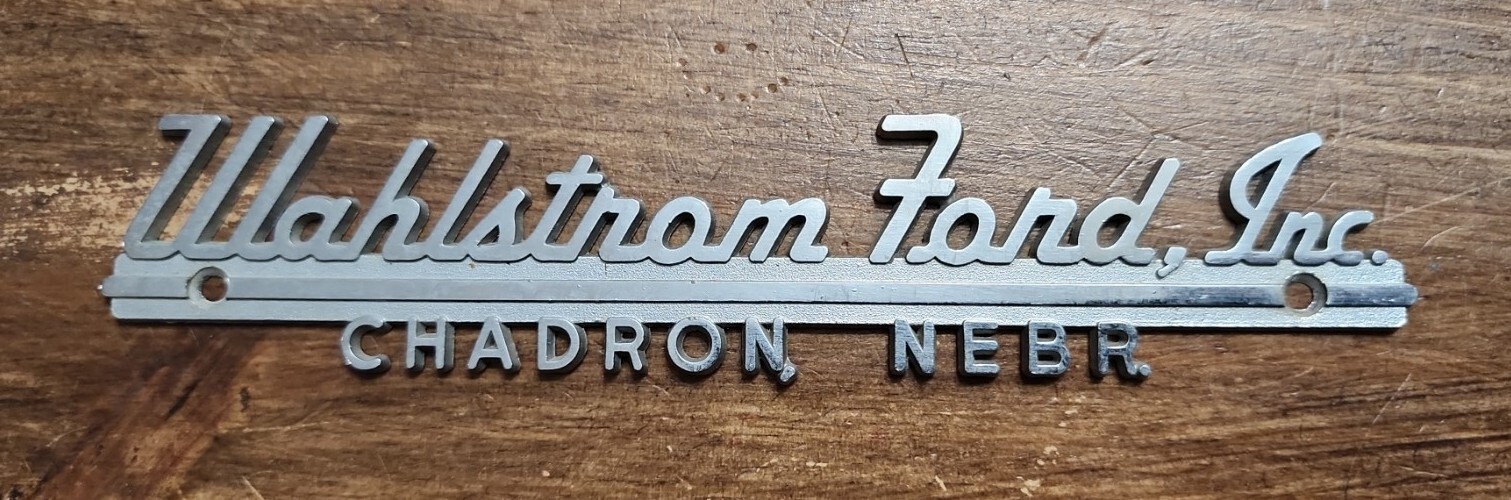 Wahlstrom Ford, Inc.
CHADRON, NEBR.